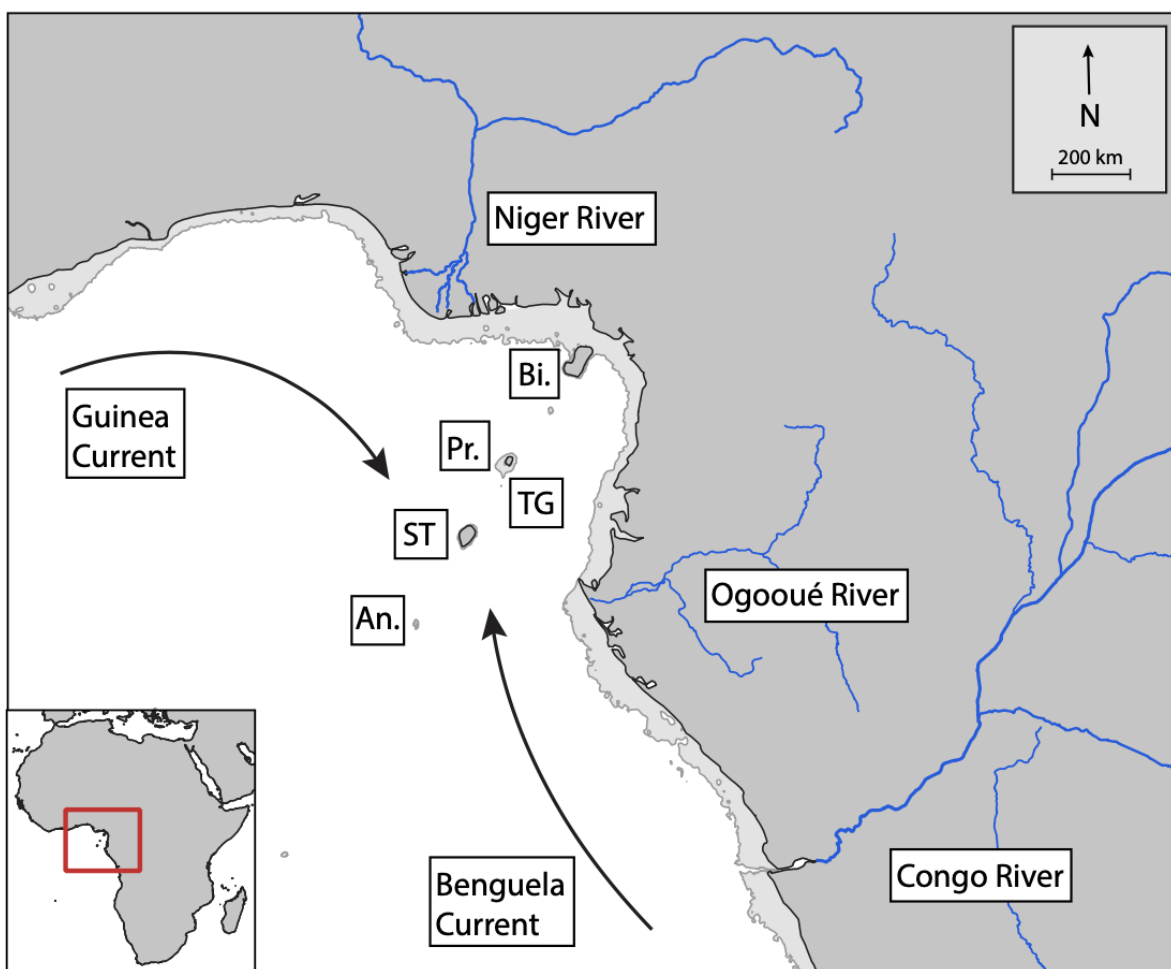 N
200 km
Niger River
Bi.
Guinea
Current
Pr.
TG
ST
Ogooué River
An.
Benguela
Current
Congo River